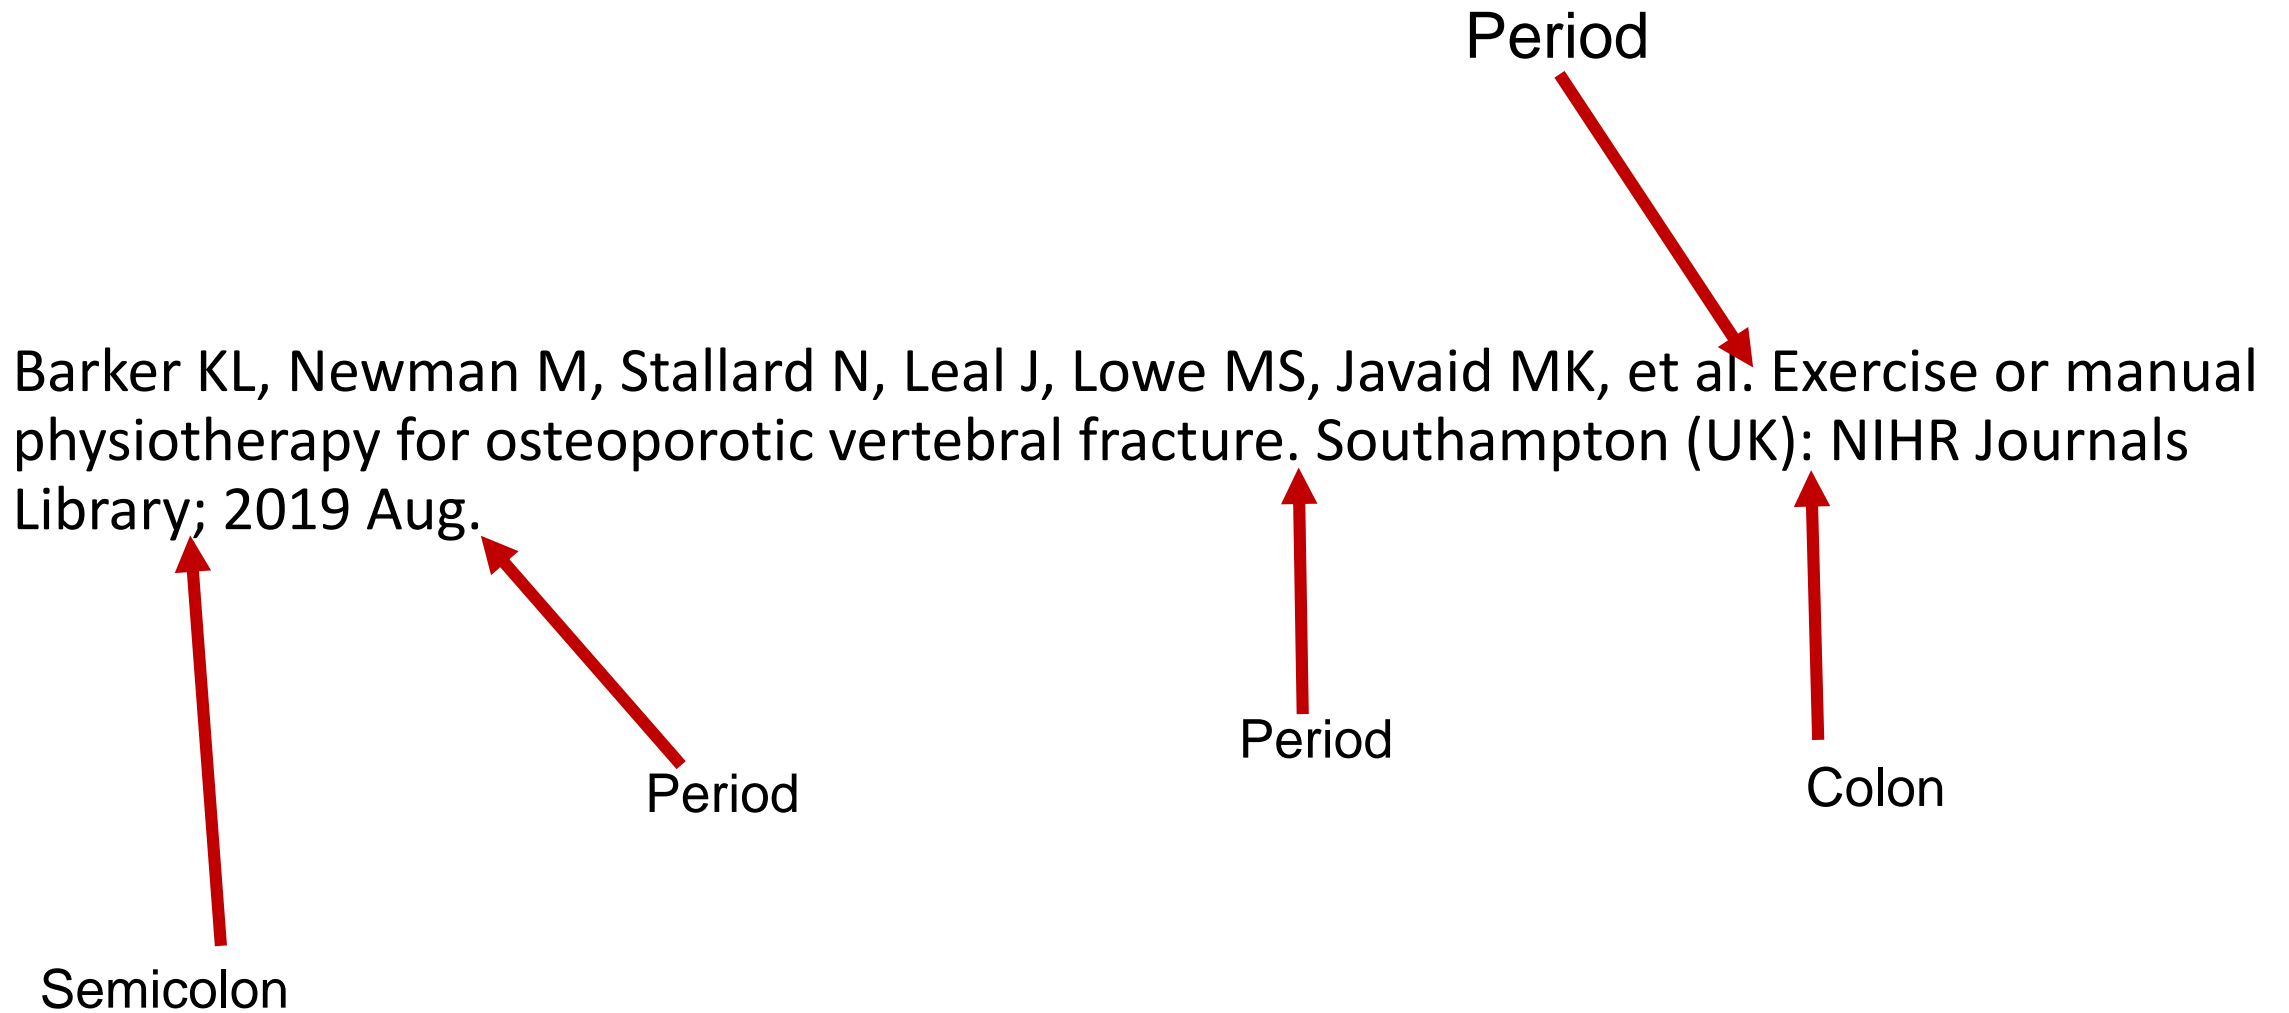 Period
Barker KL, Newman M, Stallard N, Leal J, Lowe MS, Javaid MK, et al. Exercise or manual
physiotherapy for osteoporotic vertebral fracture. Southampton (UK): NIHR Journals
Library; 2019 Aug.
Period
Period
Colon
Semicolon